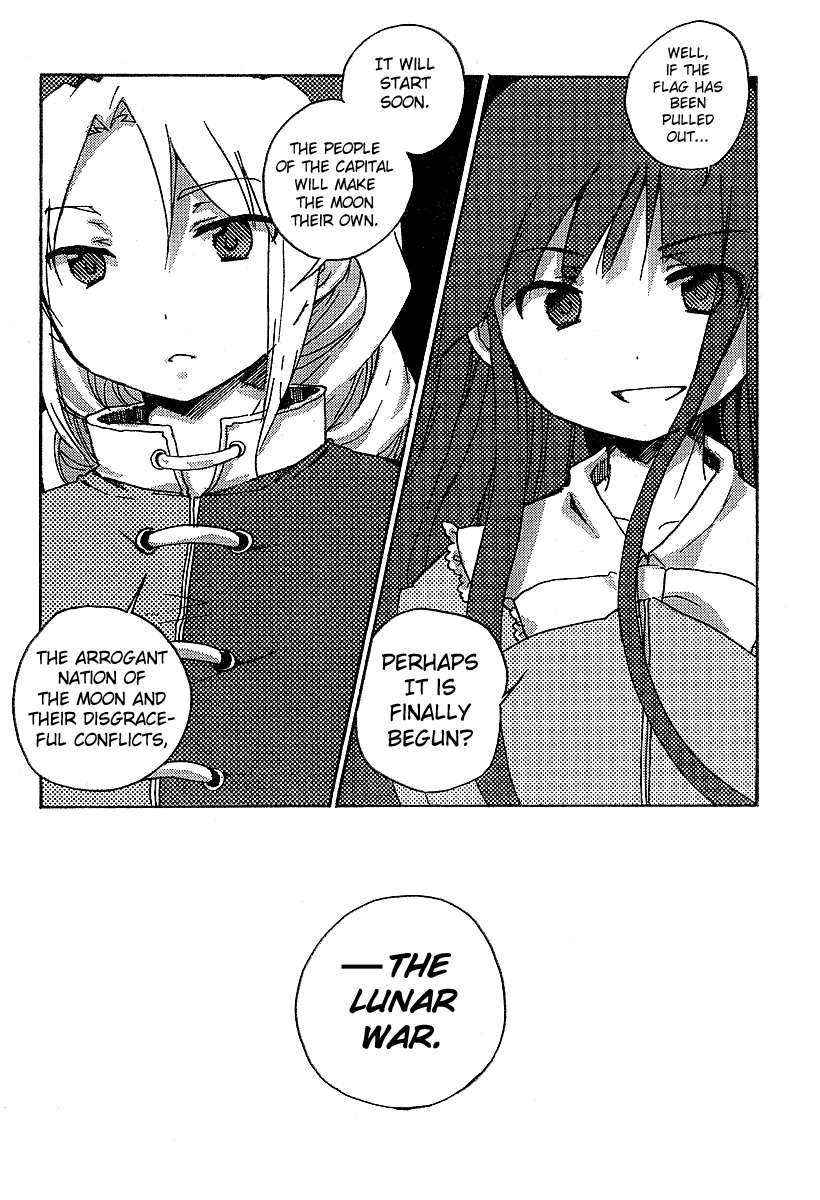 WELL,
IF THE
FLAG HAS
BEEN
PULLED
OUT...
PERHAPS
IT IS
FINALLY
BEGUN?
IT WILL
START
SOON.
THE PEOPLE
OF THE CAPITAL
WILL MAKE
THE MOON
THEIR OWN.
THE ARROGANT
NATION OF
THE MOON AND
THEIR DISGRACE-
FUL CONFLICTS,
—THE
LUNAR
WAR.